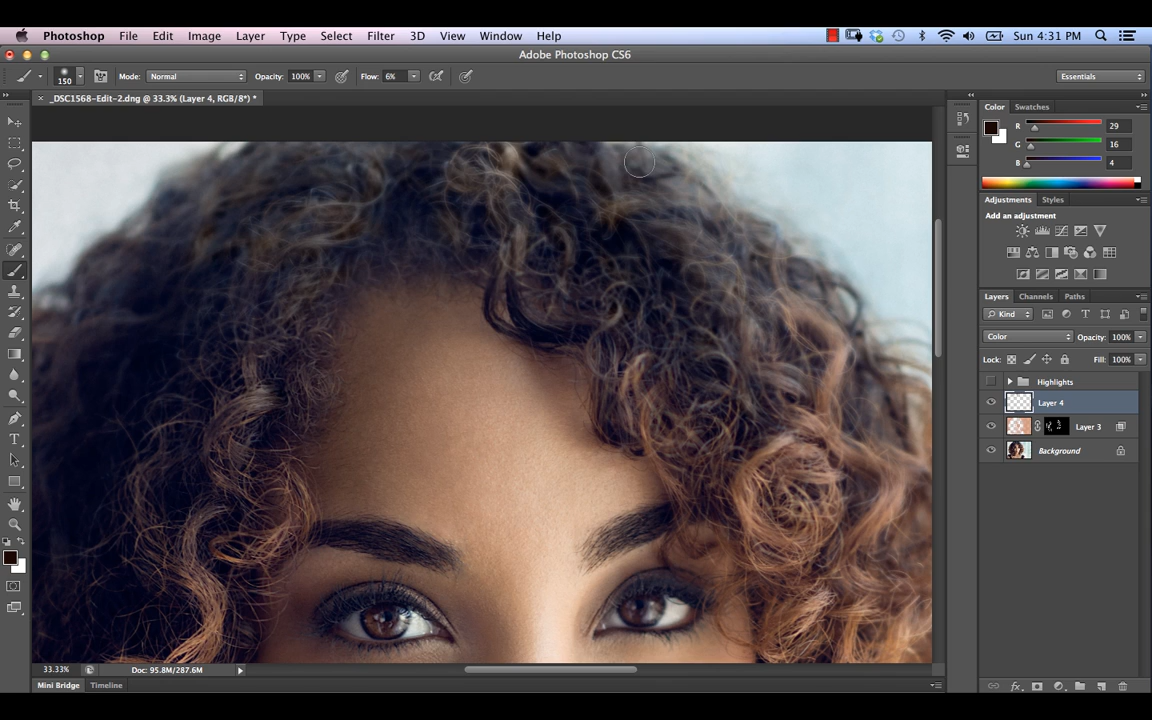 Photoshop File Edit Image Layer Type Select Filter 3D View Window Help Sun 4:31 PM
Adobe Photoshop CS6
150 Mode: Normal Opacity: 100% Flow: 6% Essentials
_DSC1568-Edit-2.dng @ 33.3% (Layer 4, RGB/8*) *
Color Swatches
R 29
G 16
B 4
Adjustments Styles
Add an adjustment
Layers Channels Paths
Kind
Color Opacity: 100%
Lock: Fill: 100%
Highlights
Layer 4
Layer 3
Background
33.33% Doc: 95.8M/287.6M
Mini Bridge Timeline